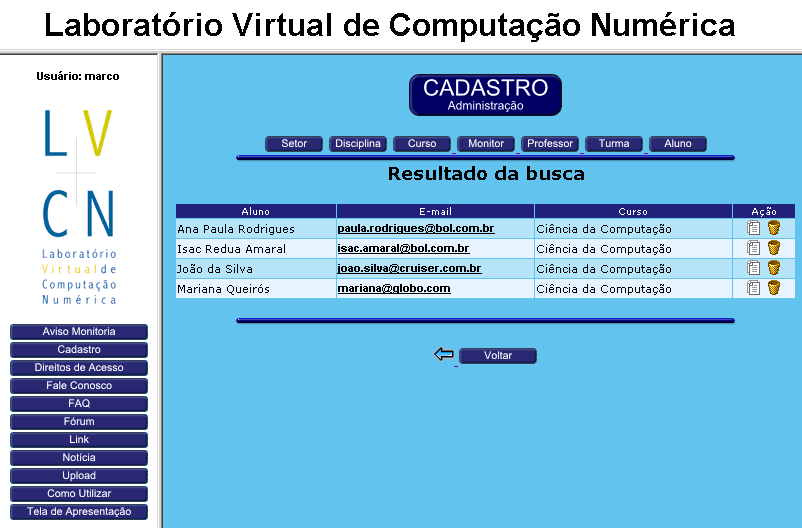 Laboratório Virtual de Computação Numérica
Usuário: marco
LV
CN
Laboratório
Virtual de
Computação
Numérica
Aviso Monitoria
Cadastro
Direitos de Acesso
Fale Conosco
FAQ
Fórum
Link
Notícia
Upload
Como Utilizar
Tela de Apresentação
CADASTRO
Administração
Setor Disciplina Curso Monitor Professor Turma Aluno
Resultado da busca
Aluno E-mail Curso Ação
Ana Paula Rodrigues paula.rodrigues@bol.com.br Ciência da Computação
Isac Redua Amaral isac.amaral@bol.com.br Ciência da Computação
João da Silva joao.silva@cruiser.com.br Ciência da Computação
Mariana Queirós mariana@globo.com Ciência da Computação
Voltar